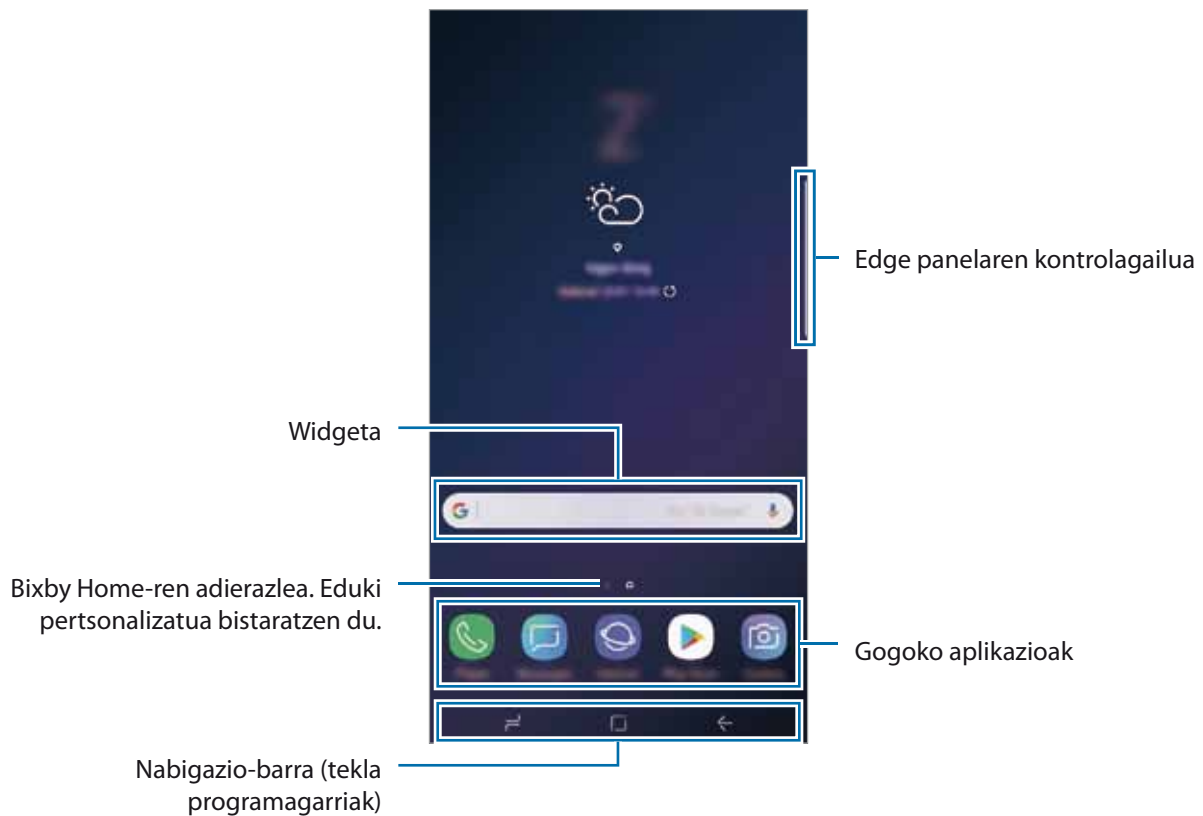 Edge panelaren kontrolagailua
Widgeta
Bixby Home-ren adierazlea. Eduki
pertsonalizatua bistaratzen du.
Gogoko aplikazioak
Nabigazio-barra (tekla
programagarriak)